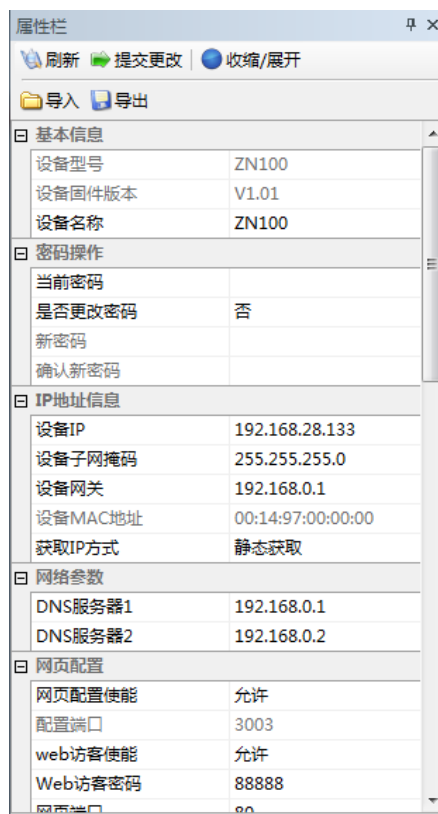 属性栏
刷新 提交更改 收缩/展开
导入 导出
基本信息
设备型号 ZN100
设备固件版本 V1.01
设备名称 ZN100
密码操作
当前密码
是否更改密码 否
新密码
确认新密码
IP地址信息
设备IP 192.168.28.133
设备子网掩码 255.255.255.0
设备网关 192.168.0.1
设备MAC地址 00:14:97:00:00:00
获取IP方式 静态获取
网络参数
DNS服务器1 192.168.0.1
DNS服务器2 192.168.0.2
网页配置
网页配置使能 允许
配置端口 3003
web访客使能 允许
Web访客密码 88888
网页端口 80